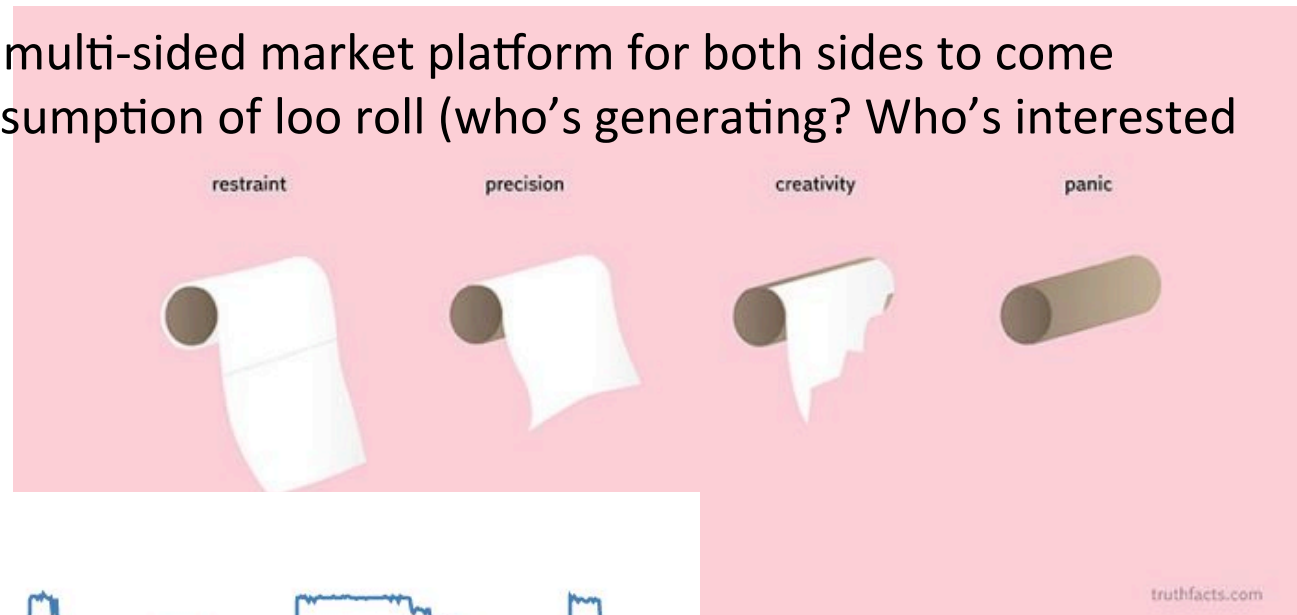 multi-sided market platform for both sides to come
sumption of loo roll (who’s generating? Who’s interested
restraint precision creativity panic
truthfacts.com